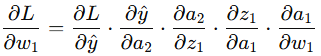 ∂L/∂w₁ = ∂L/∂ŷ · ∂ŷ/∂a₂ · ∂a₂/∂z₁ · ∂z₁/∂a₁ · ∂a₁/∂w₁